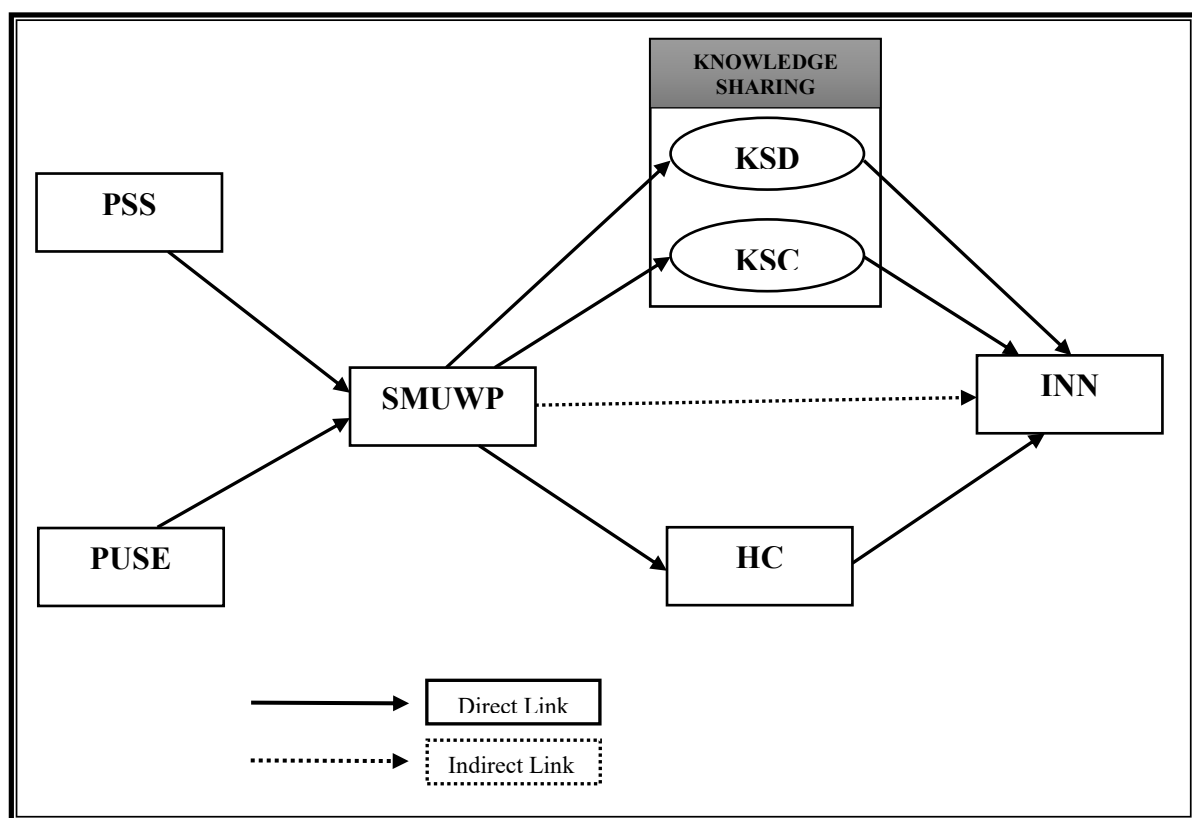 KNOWLEDGE
SHARING
KSD
PSS
KSC
SMUWP
INN
PUSE
HC
Direct Link
Indirect Link